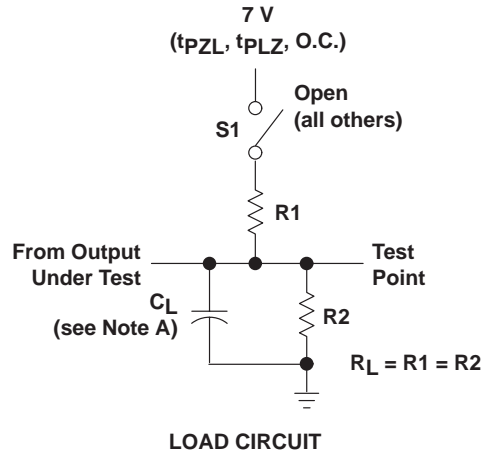 7 V
(tPZL, tPLZ, O.C.)
Open
(all others)
S1
R1
From Output
Under Test
Test
Point
CL
(see Note A)
R2
RL = R1 = R2
LOAD CIRCUIT